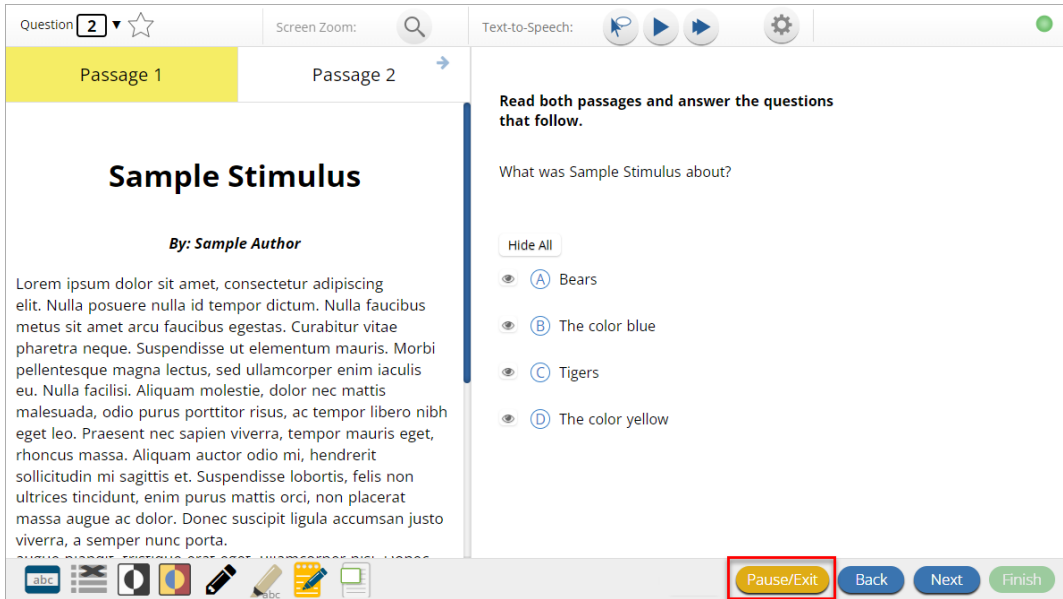 Question 2 ▼ Screen Zoom: Text-to-Speech:
Passage 1 Passage 2
Sample Stimulus
By: Sample Author
Lorem ipsum dolor sit amet, consectetur adipiscing
elit. Nulla posuere nulla id tempor dictum. Nulla faucibus
metus sit amet arcu faucibus egestas. Curabitur vitae
pharetra neque. Suspendisse ut elementum mauris. Morbi
pellentesque magna lectus, sed ullamcorper enim iaculis
eu. Nulla facilisi. Aliquam molestie, dolor nec mattis
malesuada, odio purus porttitor risus, ac tempor libero nibh
eget leo. Praesent nec sapien viverra, tempor mauris eget,
rhoncus massa. Aliquam auctor odio mi, hendrerit
sollicitudin mi sagittis et. Suspendisse lobortis, felis non
ultrices tincidunt, enim purus mattis orci, non placerat
massa augue ac dolor. Donec suscipit ligula accumsan justo
viverra, a semper nunc porta.
Read both passages and answer the questions
that follow.
What was Sample Stimulus about?
Hide All
A Bears
B The color blue
C Tigers
D The color yellow
abc abc
Pause/Exit Back Next Finish